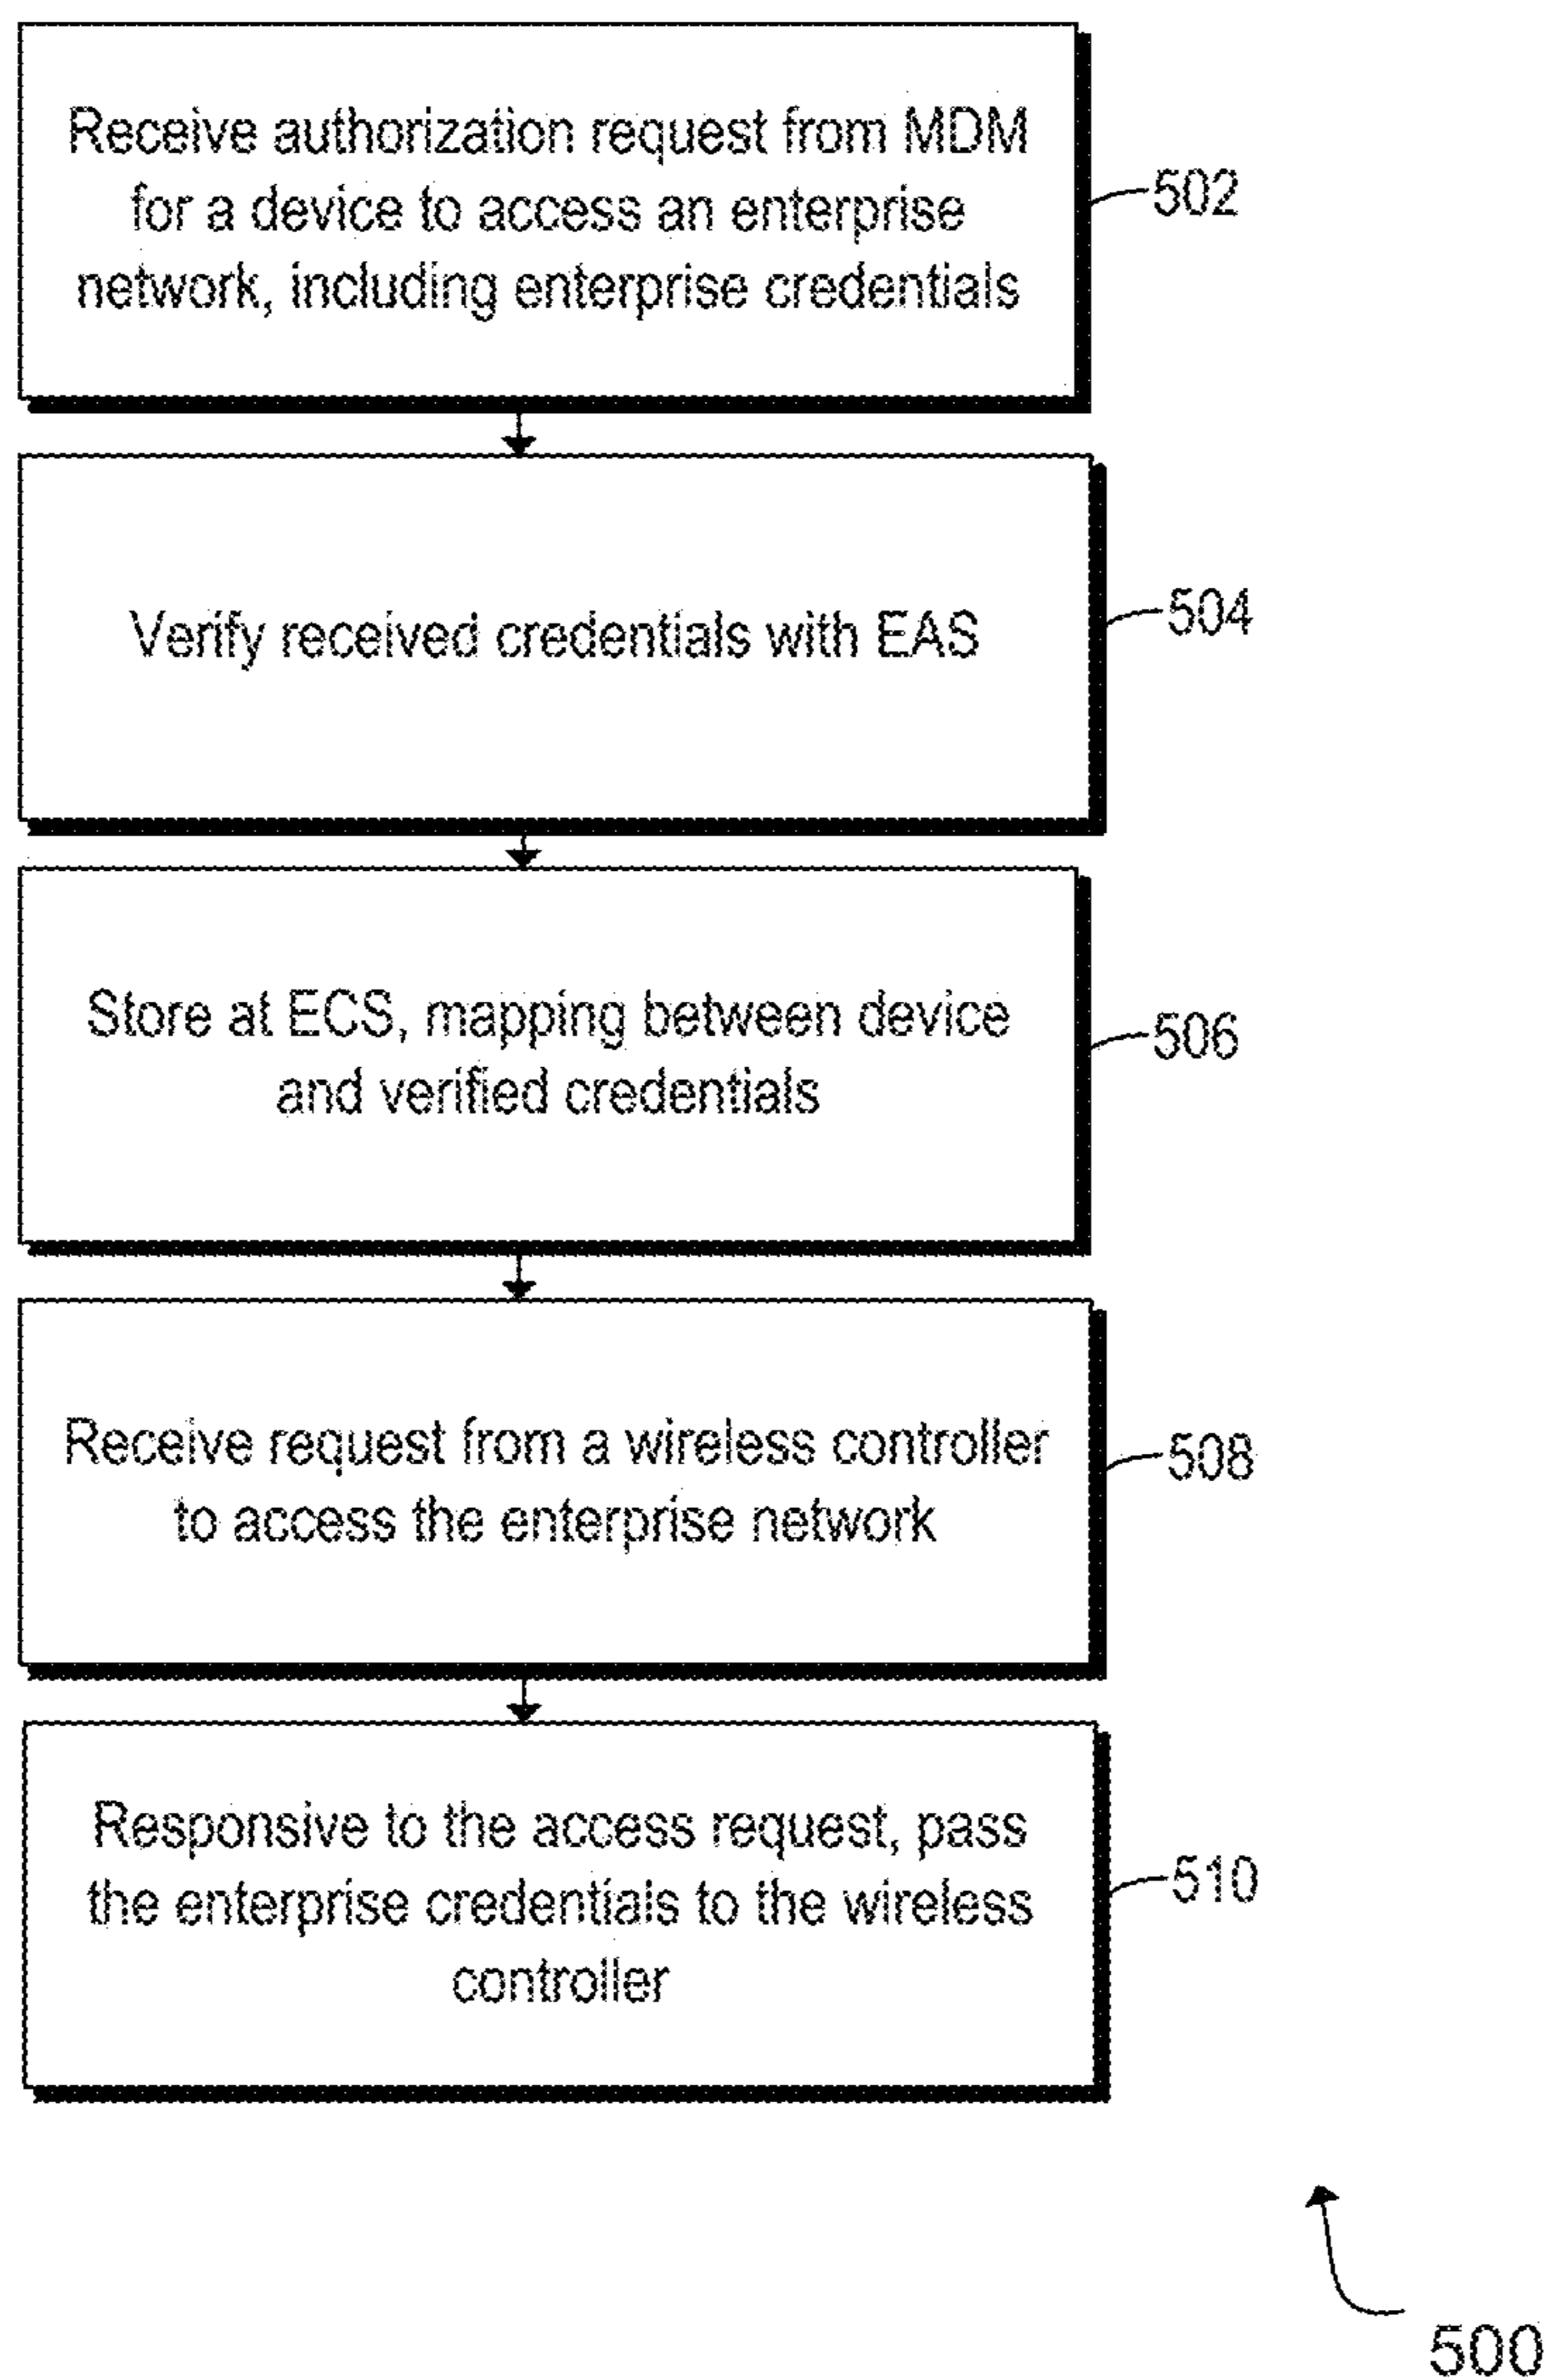 Receive authorization request from MDM
for a device to access an enterprise
network, including enterprise credentials
502
Verify received credentials with EAS
504
Store at ECS, mapping between device
and verified credentials
506
Receive request from a wireless controller
to access the enterprise network
508
Responsive to the access request, pass
the enterprise credentials to the wireless
controller
510
500